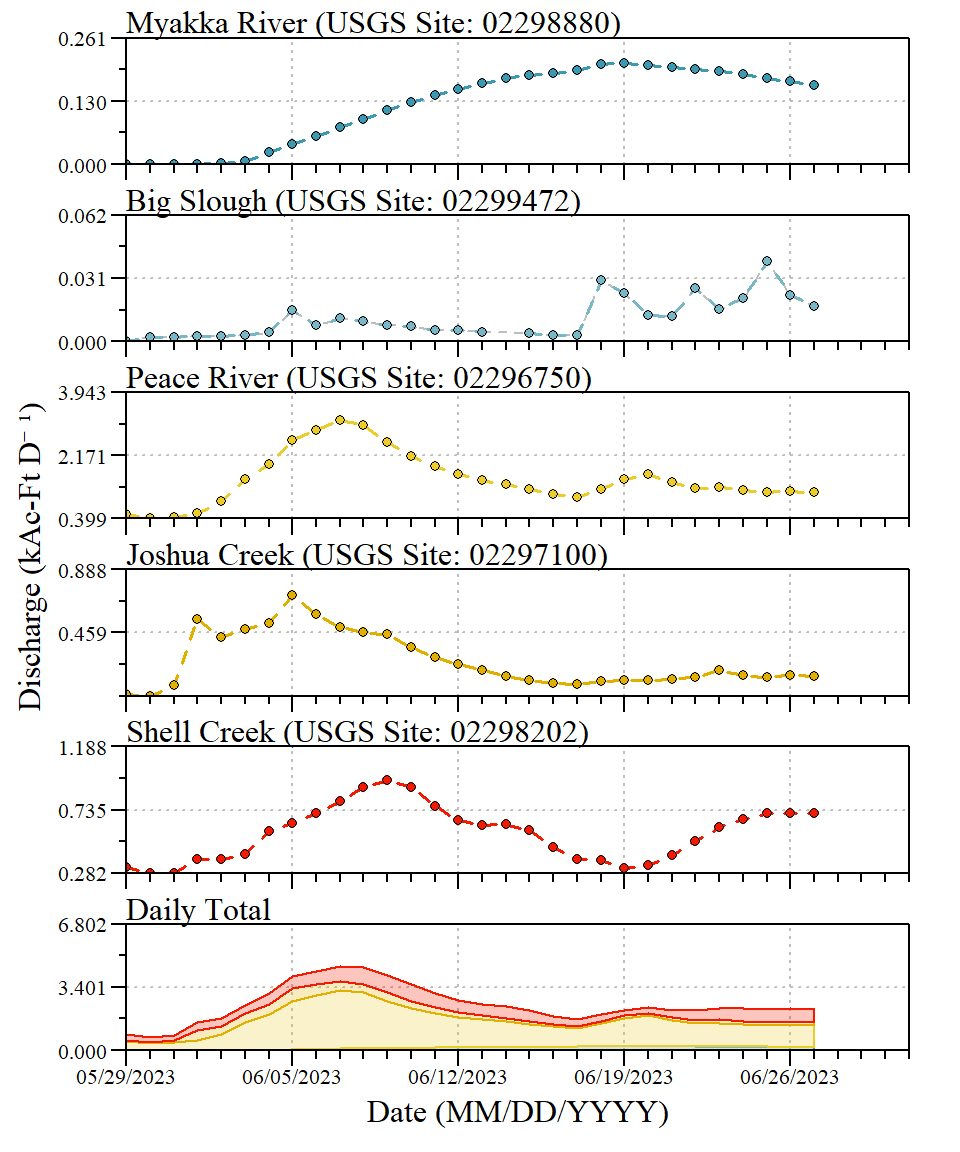 Myakka River (USGS Site: 02298880)
0.261
0.130
0.000
Big Slough (USGS Site: 02299472)
0.062
0.031
0.000
Peace River (USGS Site: 02296750)
3.943
2.171
0.399
Joshua Creek (USGS Site: 02297100)
0.888
0.459
Shell Creek (USGS Site: 02298202)
1.188
0.735
0.282
Daily Total
6.802
3.401
0.000
Discharge (kAc-Ft D⁻¹)
05/29/2023 06/05/2023 06/12/2023 06/19/2023 06/26/2023
Date (MM/DD/YYYY)